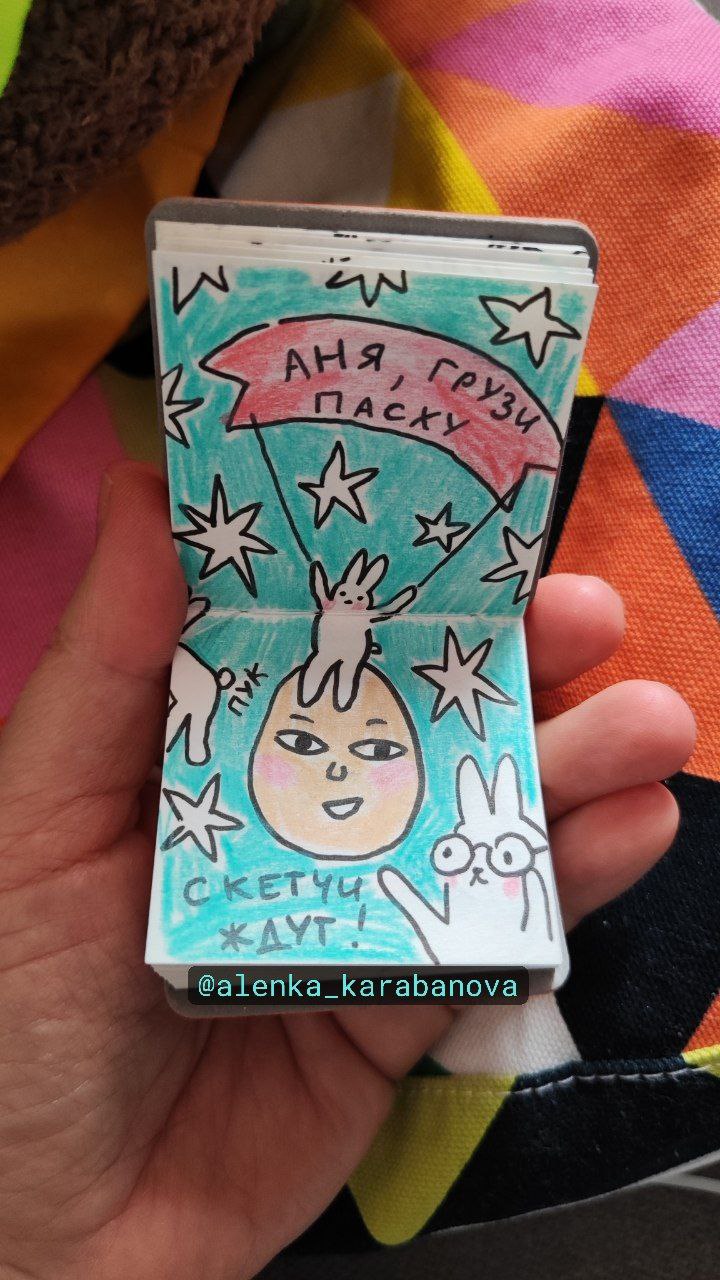 АНЯ, ГРУЗИ
ПАСХУ
ПУК
СКЕТЧИ
ЖДУТ!
@alenka_karabanova